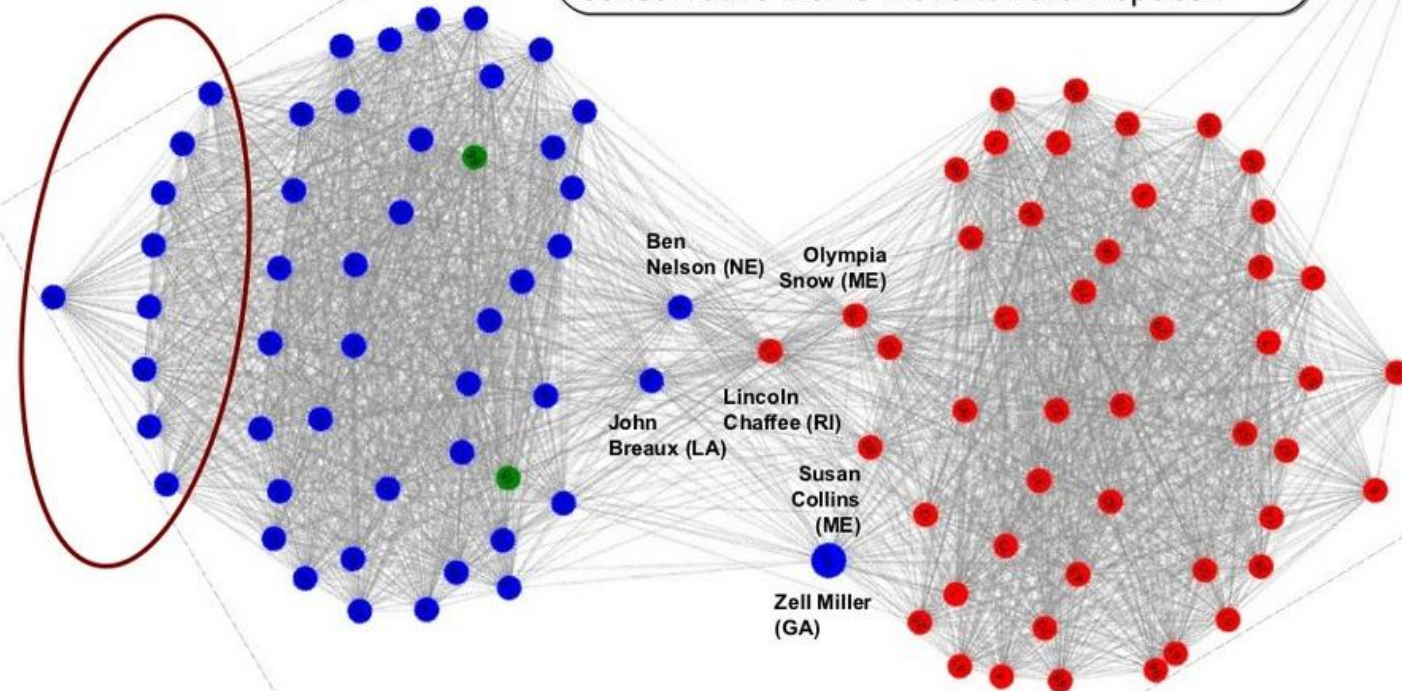 Ben
Nelson (NE)
Olympia
Snow (ME)
Lincoln
Chaffee (RI)
John
Breaux (LA)
Susan
Collins
(ME)
Zell Miller
(GA)